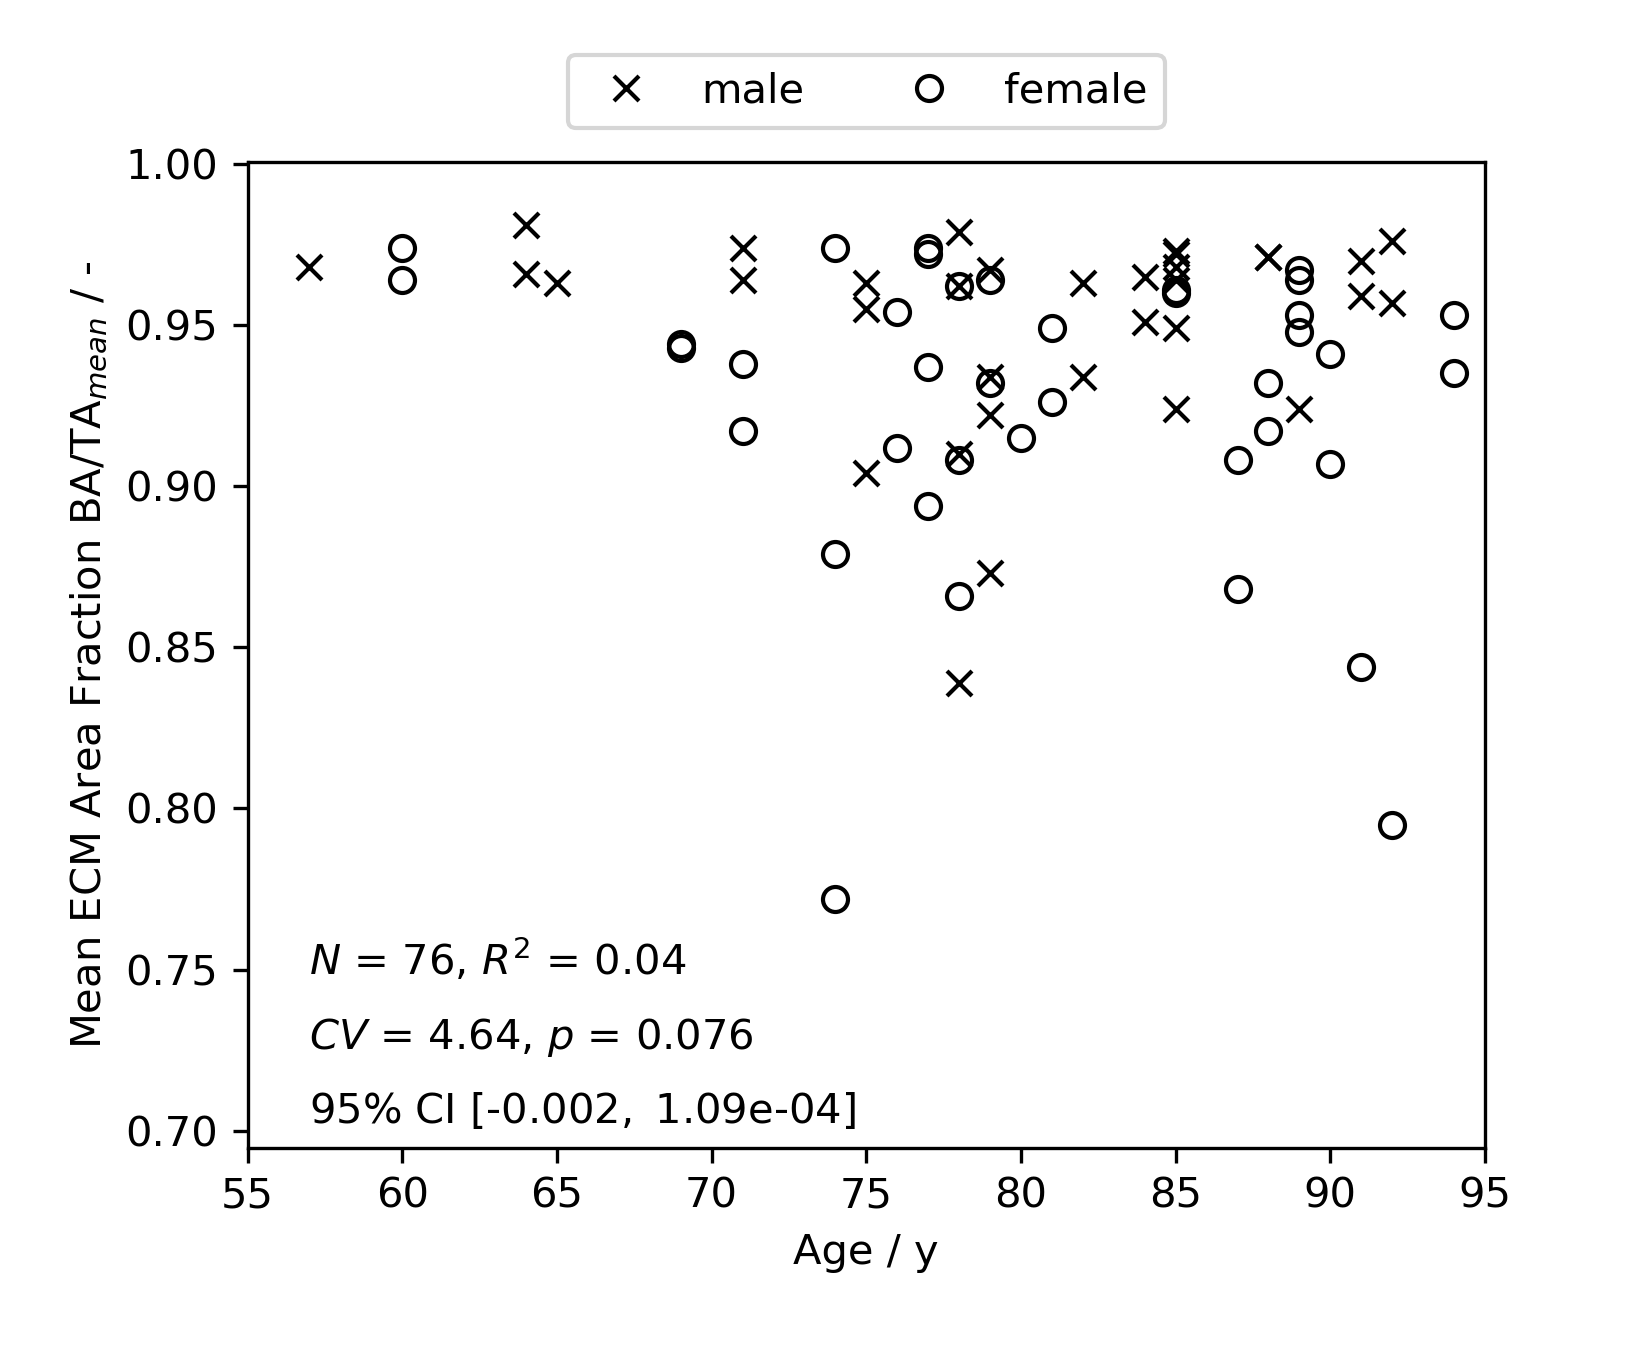 male female
1.00
0.95
0.90
0.85
0.80
0.75
0.70
Mean ECM Area Fraction BA/TA_mean / -
N = 76, R² = 0.04
CV = 4.64, p = 0.076
95% CI [-0.002, 1.09e-04]
55 60 65 70 75 80 85 90 95
Age / y